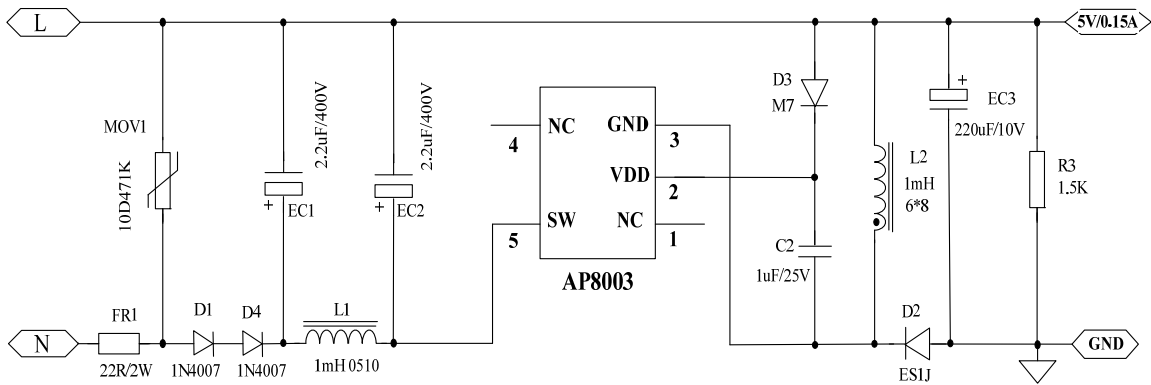 L
5V/0.15A
MOV1
10D471K
2.2uF/400V
EC1
2.2uF/400V
EC2
NC
GND
4
3
VDD
2
SW
NC
5
1
AP8003
D3
M7
C2
1uF/25V
L2
1mH
6*8
EC3
220uF/10V
R3
1.5K
N
FR1
22R/2W
D1
1N4007
D4
1N4007
L1
1mH 0510
D2
ES1J
GND
+
+
+